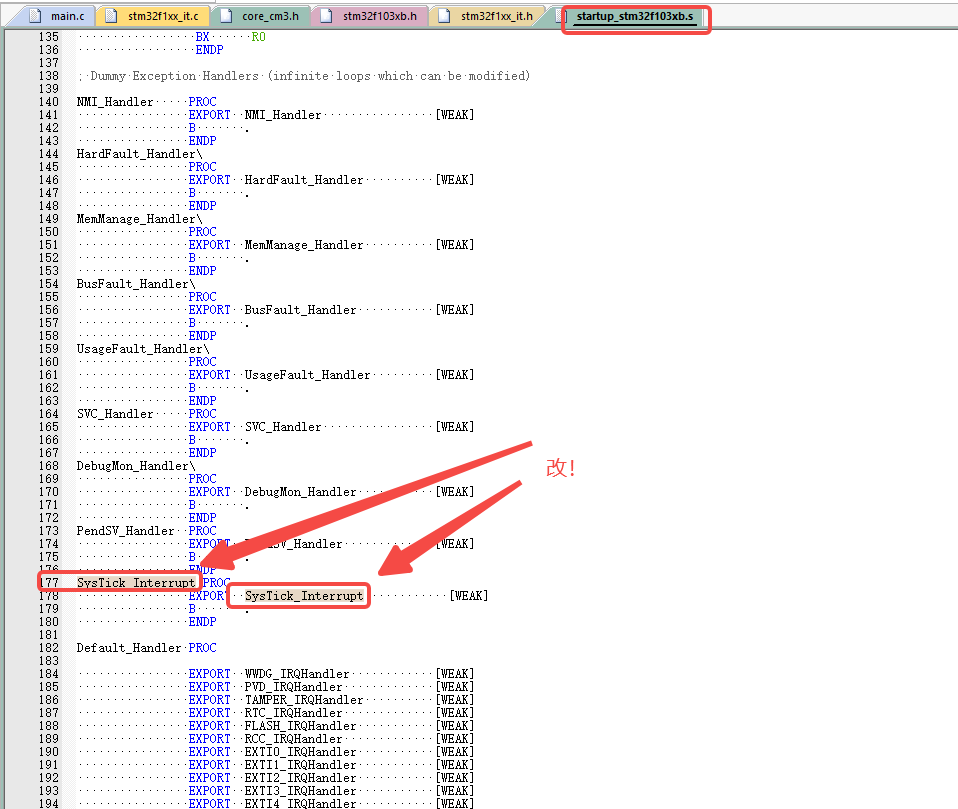 main.c stm32f1xx_it.c core_cm3.h stm32f103xb.h stm32f1xx_it.h startup_stm32f103xb.s
135 BX R0
136 ENDP
137
138 ; Dummy Exception Handlers (infinite loops which can be modified)
139
140 NMI_Handler PROC
141 EXPORT NMI_Handler [WEAK]
142 B .
143 ENDP
144 HardFault_Handler\
145 PROC
146 EXPORT HardFault_Handler [WEAK]
147 B .
148 ENDP
149 MemManage_Handler\
150 PROC
151 EXPORT MemManage_Handler [WEAK]
152 B .
153 ENDP
154 BusFault_Handler\
155 PROC
156 EXPORT BusFault_Handler [WEAK]
157 B .
158 ENDP
159 UsageFault_Handler\
160 PROC
161 EXPORT UsageFault_Handler [WEAK]
162 B .
163 ENDP
164 SVC_Handler PROC
165 EXPORT SVC_Handler [WEAK]
166 B .
167 ENDP
168 DebugMon_Handler\
169 PROC
170 EXPORT DebugMon_Handler [WEAK]
171 B .
172 ENDP
改!
173 PendSV_Handler PROC
174 EXPORT PendSV_Handler [WEAK]
175 B .
176 ENDP
177 SysTick_Interrupt PROC
178 EXPORT SysTick_Interrupt [WEAK]
179 B .
180 ENDP
181
182 Default_Handler PROC
183
184 EXPORT WWDG_IRQHandler [WEAK]
185 EXPORT PVD_IRQHandler [WEAK]
186 EXPORT TAMPER_IRQHandler [WEAK]
187 EXPORT RTC_IRQHandler [WEAK]
188 EXPORT FLASH_IRQHandler [WEAK]
189 EXPORT RCC_IRQHandler [WEAK]
190 EXPORT EXTI0_IRQHandler [WEAK]
191 EXPORT EXTI1_IRQHandler [WEAK]
192 EXPORT EXTI2_IRQHandler [WEAK]
193 EXPORT EXTI3_IRQHandler [WEAK]
194 EXPORT EXTI4_IRQHandler [WEAK]